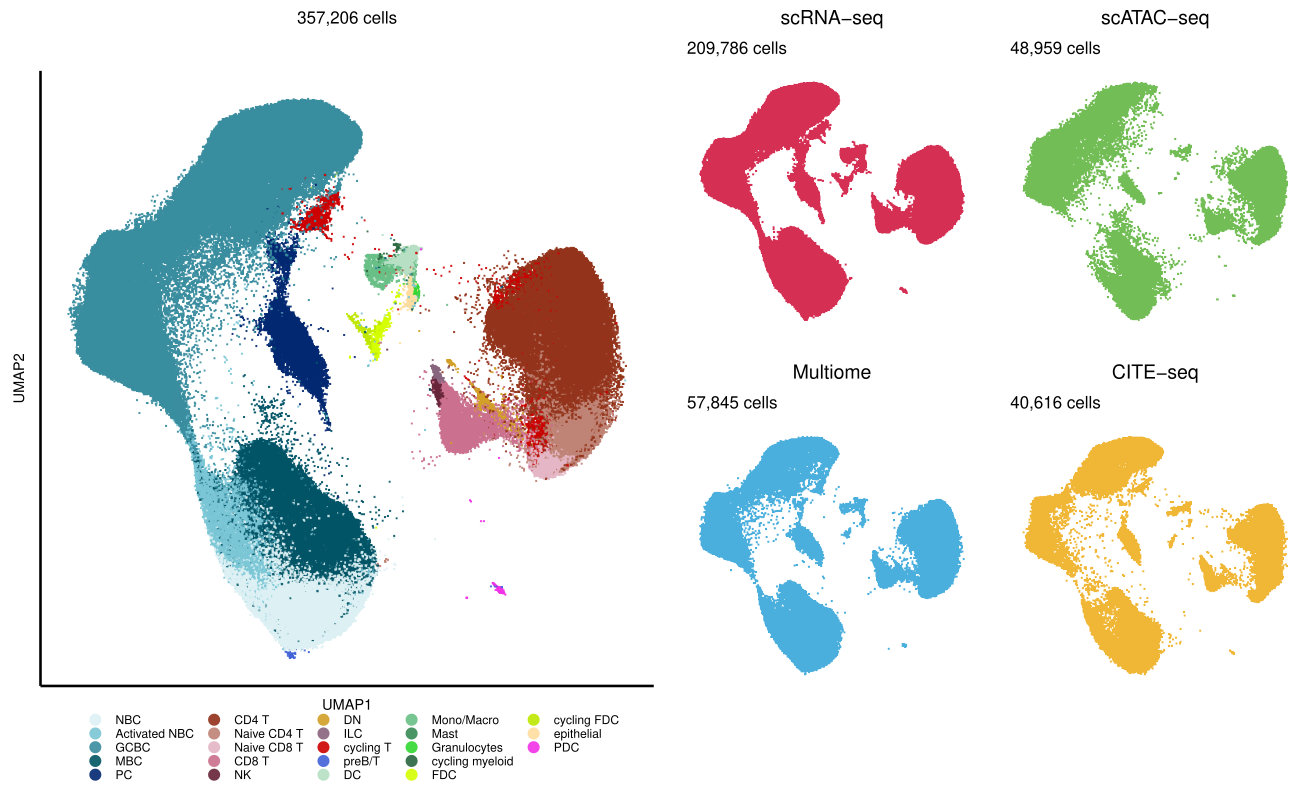 357,206 cells
scRNA−seq
scATAC−seq
209,786 cells
48,959 cells
Multiome
CITE−seq
57,845 cells
40,616 cells
UMAP2
UMAP1
NBC
Activated NBC
GCBC
MBC
PC
CD4 T
Naive CD4 T
Naive CD8 T
CD8 T
NK
DN
ILC
cycling T
preB/T
DC
Mono/Macro
Mast
Granulocytes
cycling myeloid
FDC
cycling FDC
epithelial
PDC